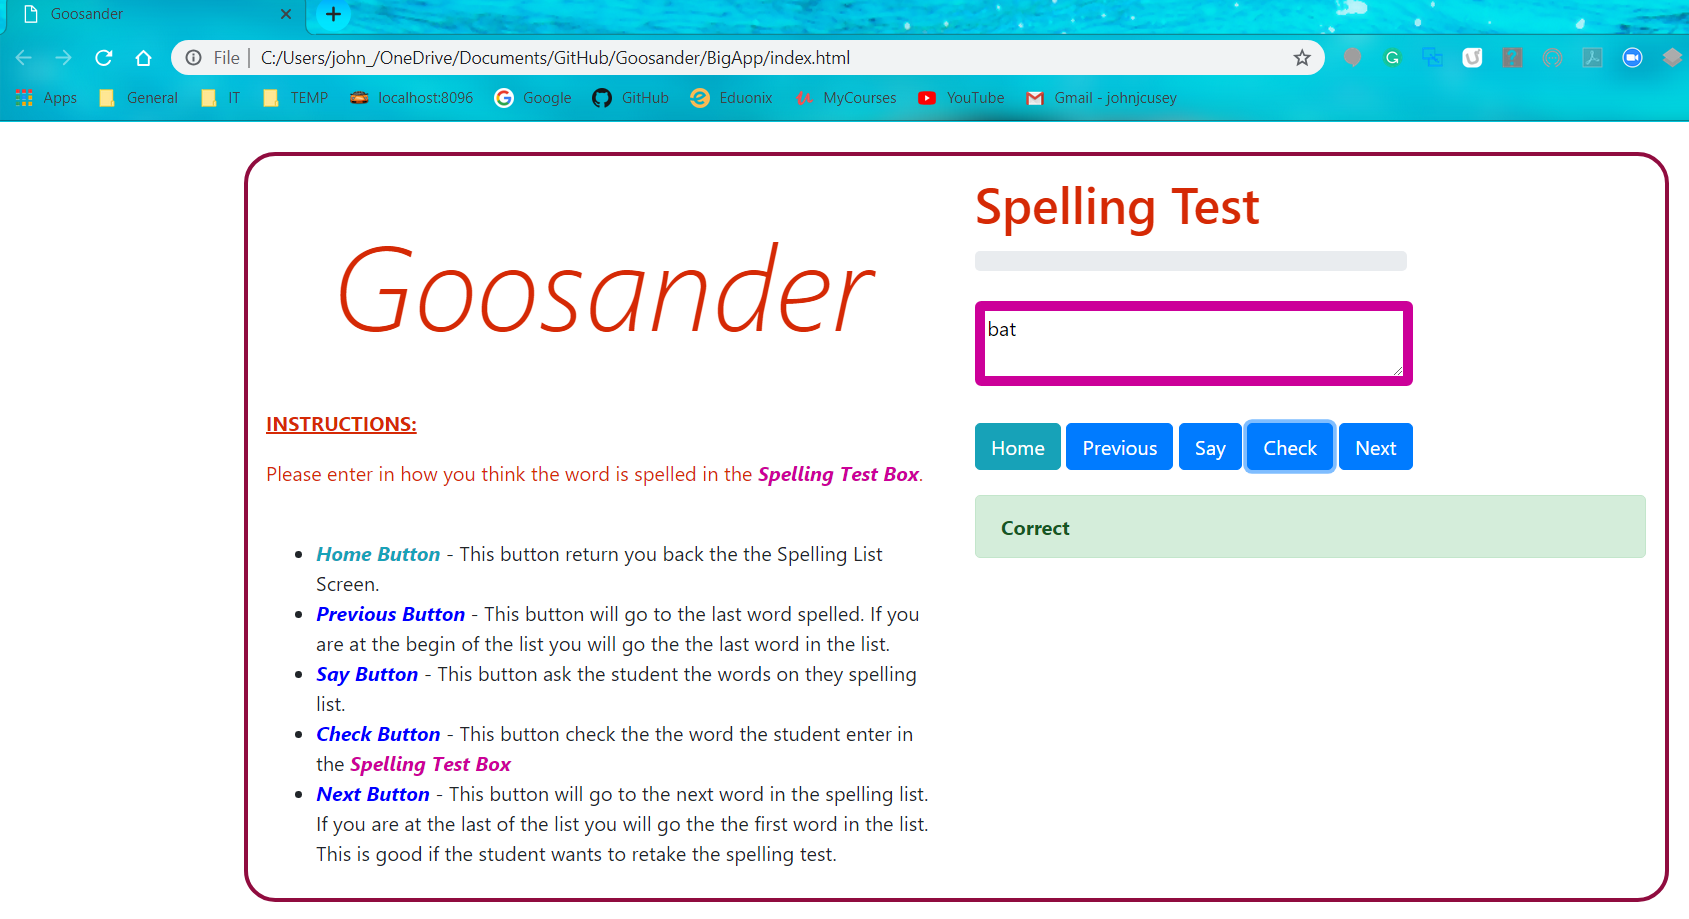 Goosander
File
C:/Users/john_/OneDrive/Documents/GitHub/Goosander/BigApp/index.html
Apps General IT TEMP localhost:8096 Google GitHub Eduonix MyCourses YouTube Gmail - johnjcusey
Goosander
INSTRUCTIONS:
Please enter in how you think the word is spelled in the Spelling Test Box.
Home Button - This button return you back the the Spelling List
Screen.
Previous Button - This button will go to the last word spelled. If you
are at the begin of the list you will go the the last word in the list.
Say Button - This button ask the student the words on they spelling
list.
Check Button - This button check the the word the student enter in
the Spelling Test Box
Next Button - This button will go to the next word in the spelling list.
If you are at the last of the list you will go the the first word in the list.
This is good if the student wants to retake the spelling test.
Spelling Test
bat
Home Previous Say Check Next
Correct